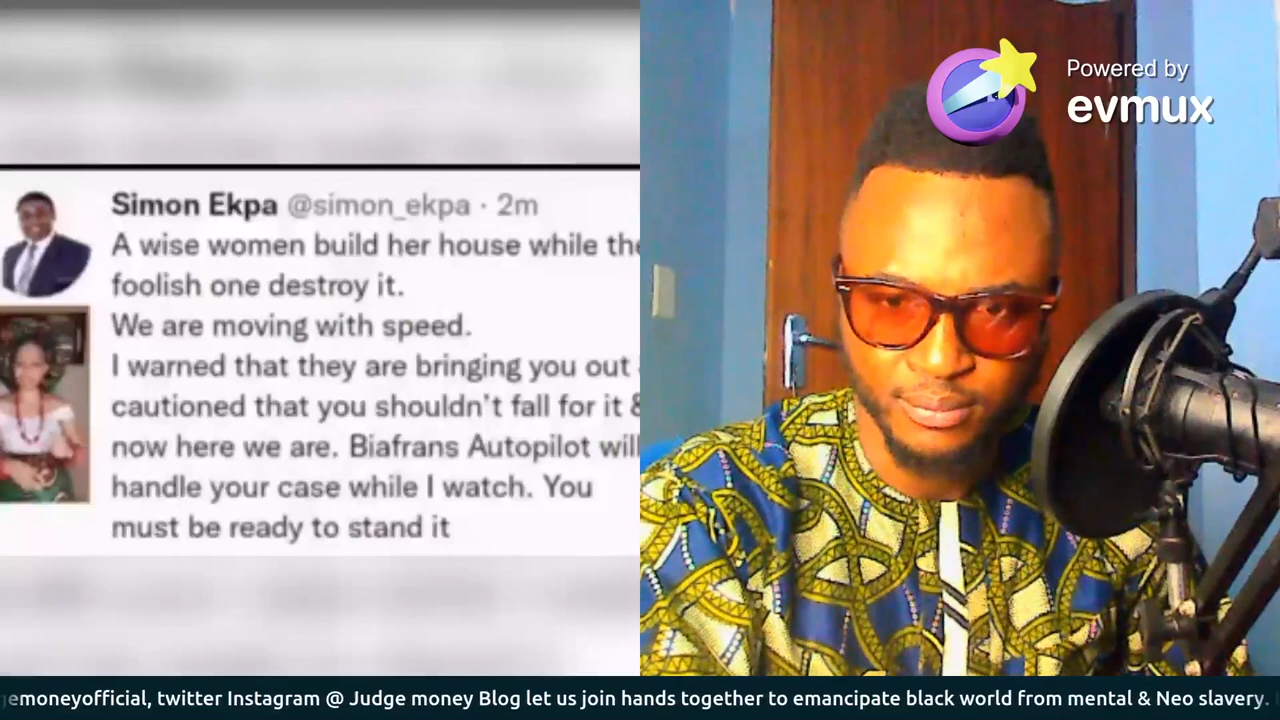 Simon Ekpa @simon_ekpa · 2m
A wise women build her house while the
foolish one destroy it.
We are moving with speed.
I warned that they are bringing you out
cautioned that you shouldn't fall for it &
now here we are. Biafrans Autopilot will
handle your case while I watch. You
must be ready to stand it
Powered by
evmux
gemoneyofficial, twitter Instagram @ Judge money Blog let us join hands together to emancipate black world from mental & Neo slavery.